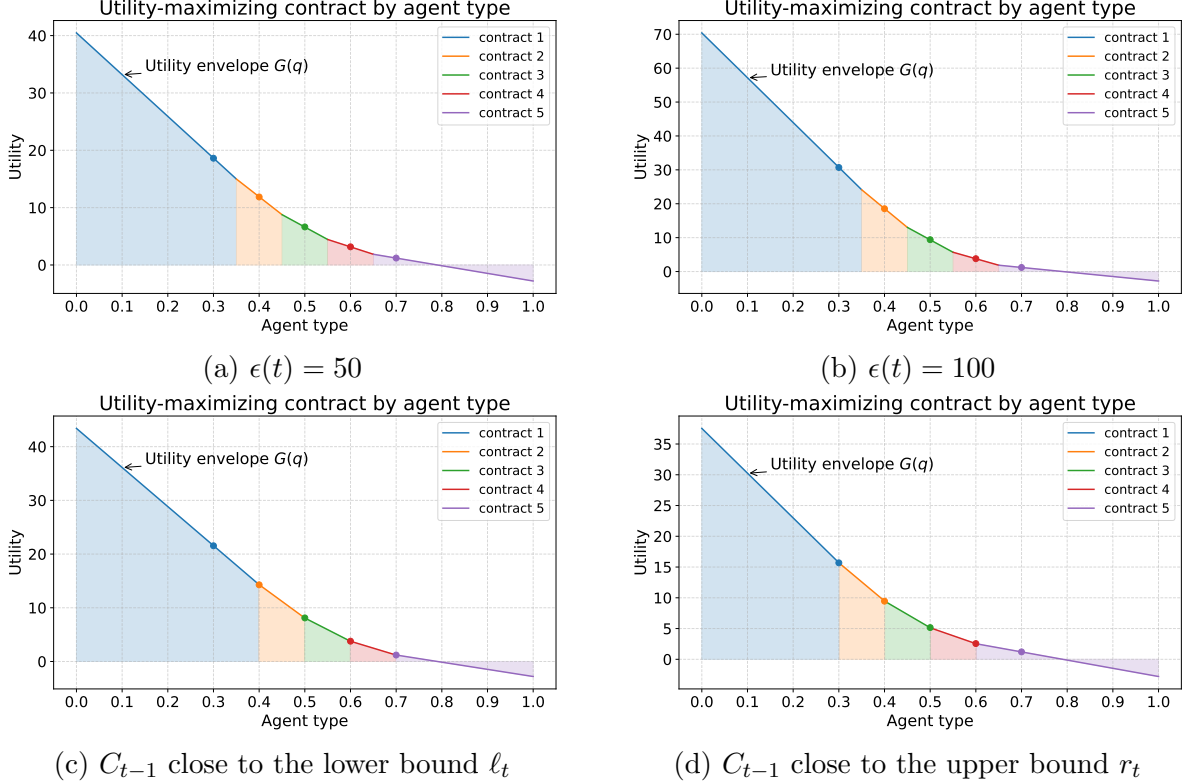 Utility-maximizing contract by agent type
Utility envelope G(q)
contract 1
contract 2
contract 3
contract 4
contract 5
Utility
40
30
20
10
0
0.0 0.1 0.2 0.3 0.4 0.5 0.6 0.7 0.8 0.9 1.0
Agent type
(a) ϵ(t) = 50
Utility-maximizing contract by agent type
Utility envelope G(q)
contract 1
contract 2
contract 3
contract 4
contract 5
Utility
70
60
50
40
30
20
10
0
0.0 0.1 0.2 0.3 0.4 0.5 0.6 0.7 0.8 0.9 1.0
Agent type
(b) ϵ(t) = 100
Utility-maximizing contract by agent type
Utility envelope G(q)
contract 1
contract 2
contract 3
contract 4
contract 5
Utility
40
30
20
10
0
0.0 0.1 0.2 0.3 0.4 0.5 0.6 0.7 0.8 0.9 1.0
Agent type
(c) C_{t−1} close to the lower bound ℓ_t
Utility-maximizing contract by agent type
Utility envelope G(q)
contract 1
contract 2
contract 3
contract 4
contract 5
Utility
35
30
25
20
15
10
5
0
0.0 0.1 0.2 0.3 0.4 0.5 0.6 0.7 0.8 0.9 1.0
Agent type
(d) C_{t−1} close to the upper bound r_t